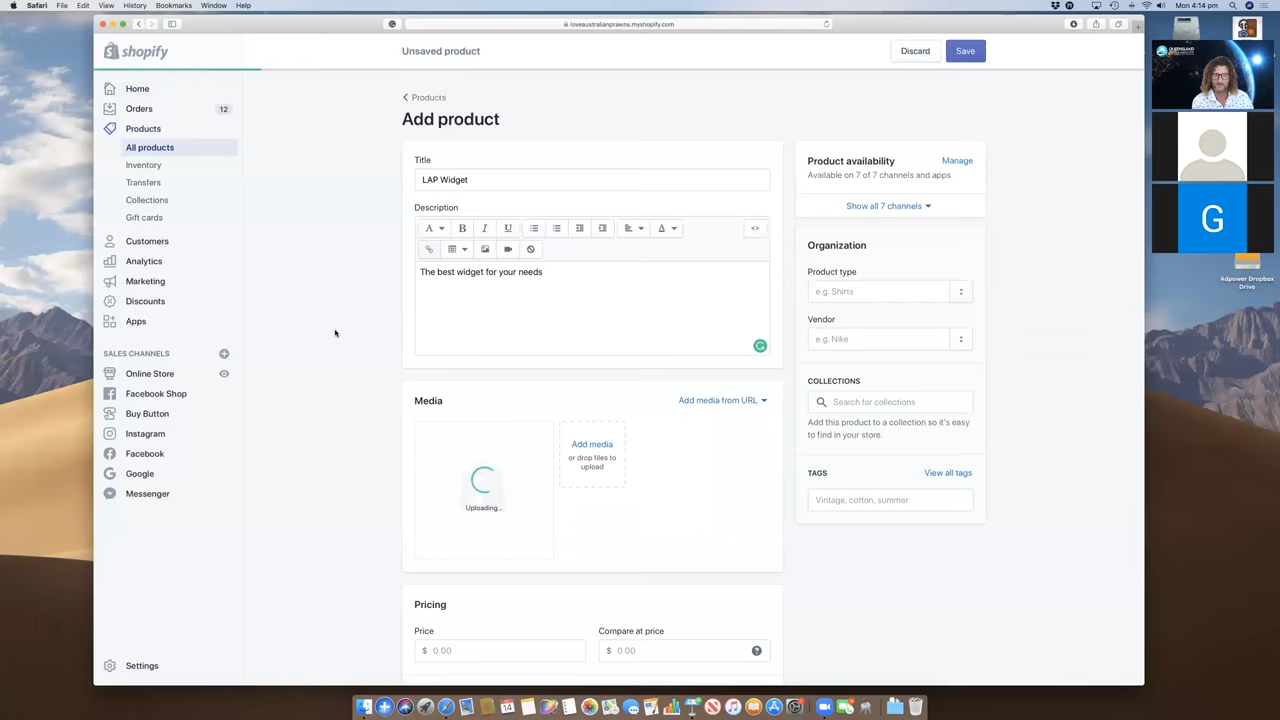 Safari File Edit View History Bookmarks Window Help
Mon 4:14 pm
loveaustralianprawns.myshopify.com
shopify
Unsaved product
Discard
Save
Home
Orders 12
Products
All products
Inventory
Transfers
Collections
Gift cards
Customers
Analytics
Marketing
Discounts
Apps
SALES CHANNELS
Online Store
Facebook Shop
Buy Button
Instagram
Facebook
Google
Messenger
Settings
Products
Add product
Title
LAP Widget
Description
A B I U A <>
The best widget for your needs
Media
Add media from URL
Uploading...
Add media
or drop files to
upload
Pricing
Price
Compare at price
$ 0.00
$ 0.00 ?
Product availability
Manage
Available on 7 of 7 channels and apps
Show all 7 channels
Organization
Product type
e.g. Shirts
Vendor
e.g. Nike
COLLECTIONS
Search for collections
Add this product to a collection so it's easy
to find in your store.
TAGS
View all tags
Vintage, cotton, summer
QUEENSLAND
G
Adpower Dropbox
Drive
14